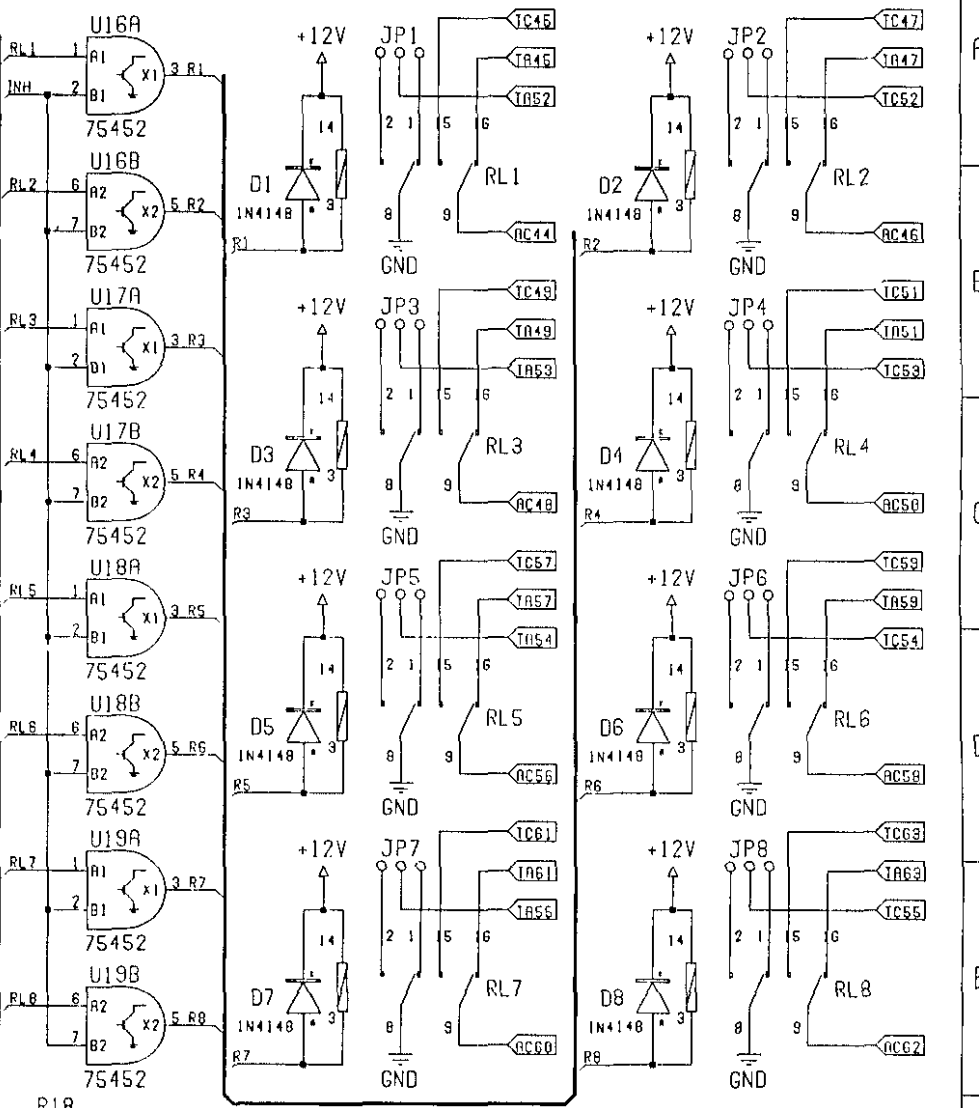 U16A
RL1 1 A1 X1 3 R1
INH 2 B1
75452
U16B
RL2 6 A2 X2 5 R2
7 B2
75452
U17A
RL3 1 A1 X1 3 R3
2 B1
75452
U17B
RL4 6 A2 X2 5 R4
7 B2
75452
U18A
RL5 1 A1 X1 3 R5
2 B1
75452
U18B
RL6 6 A2 X2 5 R6
7 B2
75452
U19A
RL7 1 A1 X1 3 R7
2 B1
75452
U19B
RL8 6 A2 X2 5 R8
7 B2
75452
R18
+12V JP1 TA46
TA52
14 2 1 15 16
D1 RL1
1N4148 3 8 9
R1 AC44
GND
+12V JP2 TC47
TA47
TC52
14 2 1 15 16
D2 RL2
1N4148 3 8 9
R2 AC46
GND
+12V JP3 TC49
TA49
TA53
14 2 1 15 16
D3 RL3
1N4148 3 8 9
R3 AC48
GND
+12V JP4 TC51
TA51
TC53
14 2 1 15 16
D4 RL4
1N4148 3 8 9
R4 AC50
GND
+12V JP5 TC57
TA57
TA54
14 2 1 15 16
D5 RL5
1N4148 3 8 9
R5 AC56
GND
+12V JP6 TC59
TA59
TC54
14 2 1 15 16
D6 RL6
1N4148 3 8 9
R6 AC58
GND
+12V JP7 TC61
TA61
TA55
14 2 1 15 16
D7 RL7
1N4148 3 8 9
R7 AC60
GND
+12V JP8 TC63
TA63
TC55
14 2 1 15 16
D8 RL8
1N4148 3 8 9
R8 AC62
GND